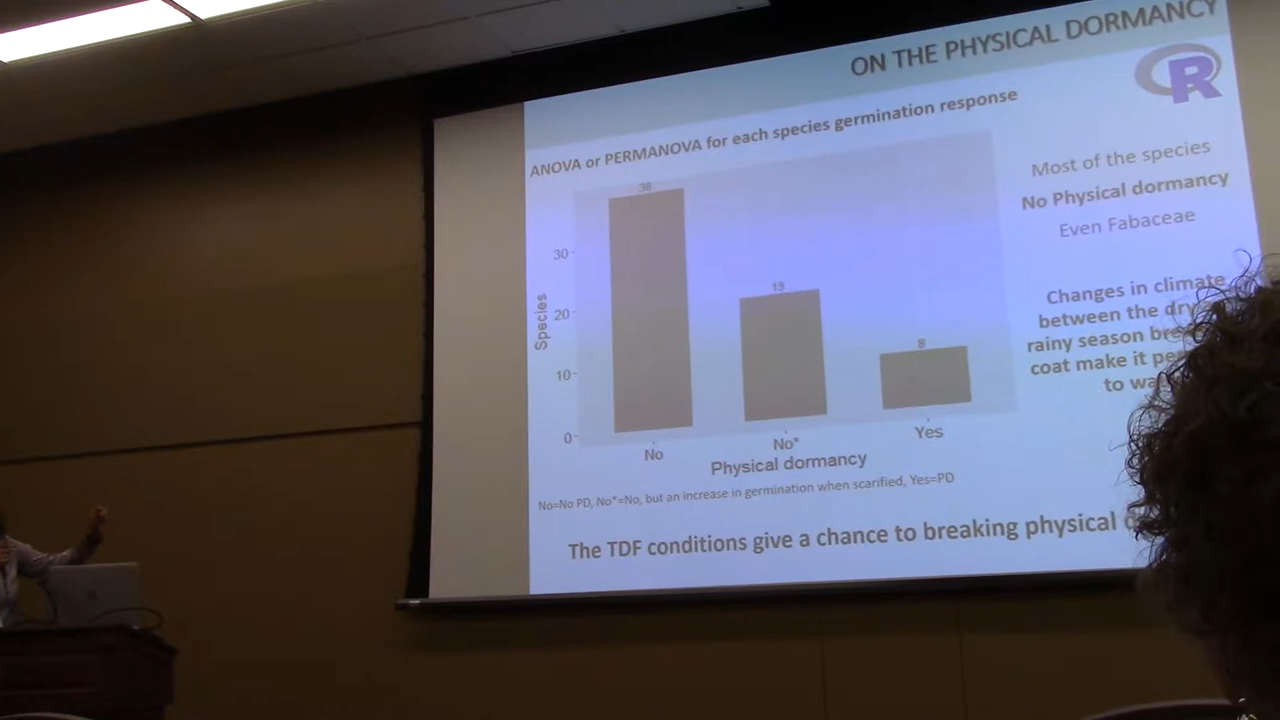 ON THE PHYSICAL DORMANCY
R
ANOVA or PERMANOVA for each species germination response
38
19
8
30
20
10
0
Species
No
No*
Yes
Physical dormancy
No=No PD, No*=No, but an increase in germination when scarified, Yes=PD
Most of the species
No Physical dormancy
Even Fabaceae
Changes in climate
between the dry
rainy season
coat make it
to
The TDF conditions give a chance to breaking physical